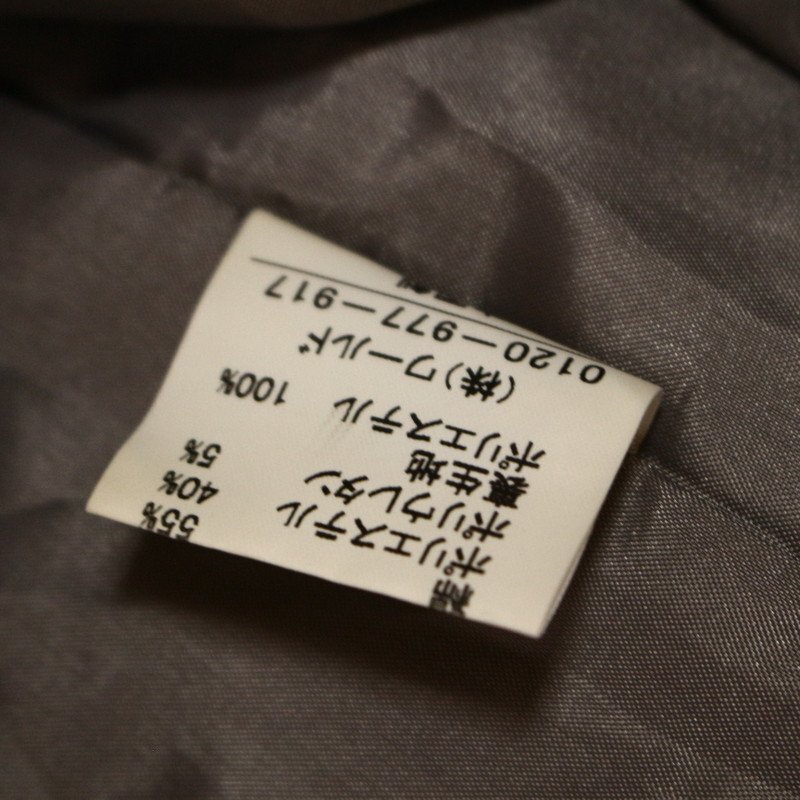 綿 55%
ポリエステル 40%
ポリウレタン 5%
裏生地
ポリエステル 100%
(株)ワールド
0120-977-917